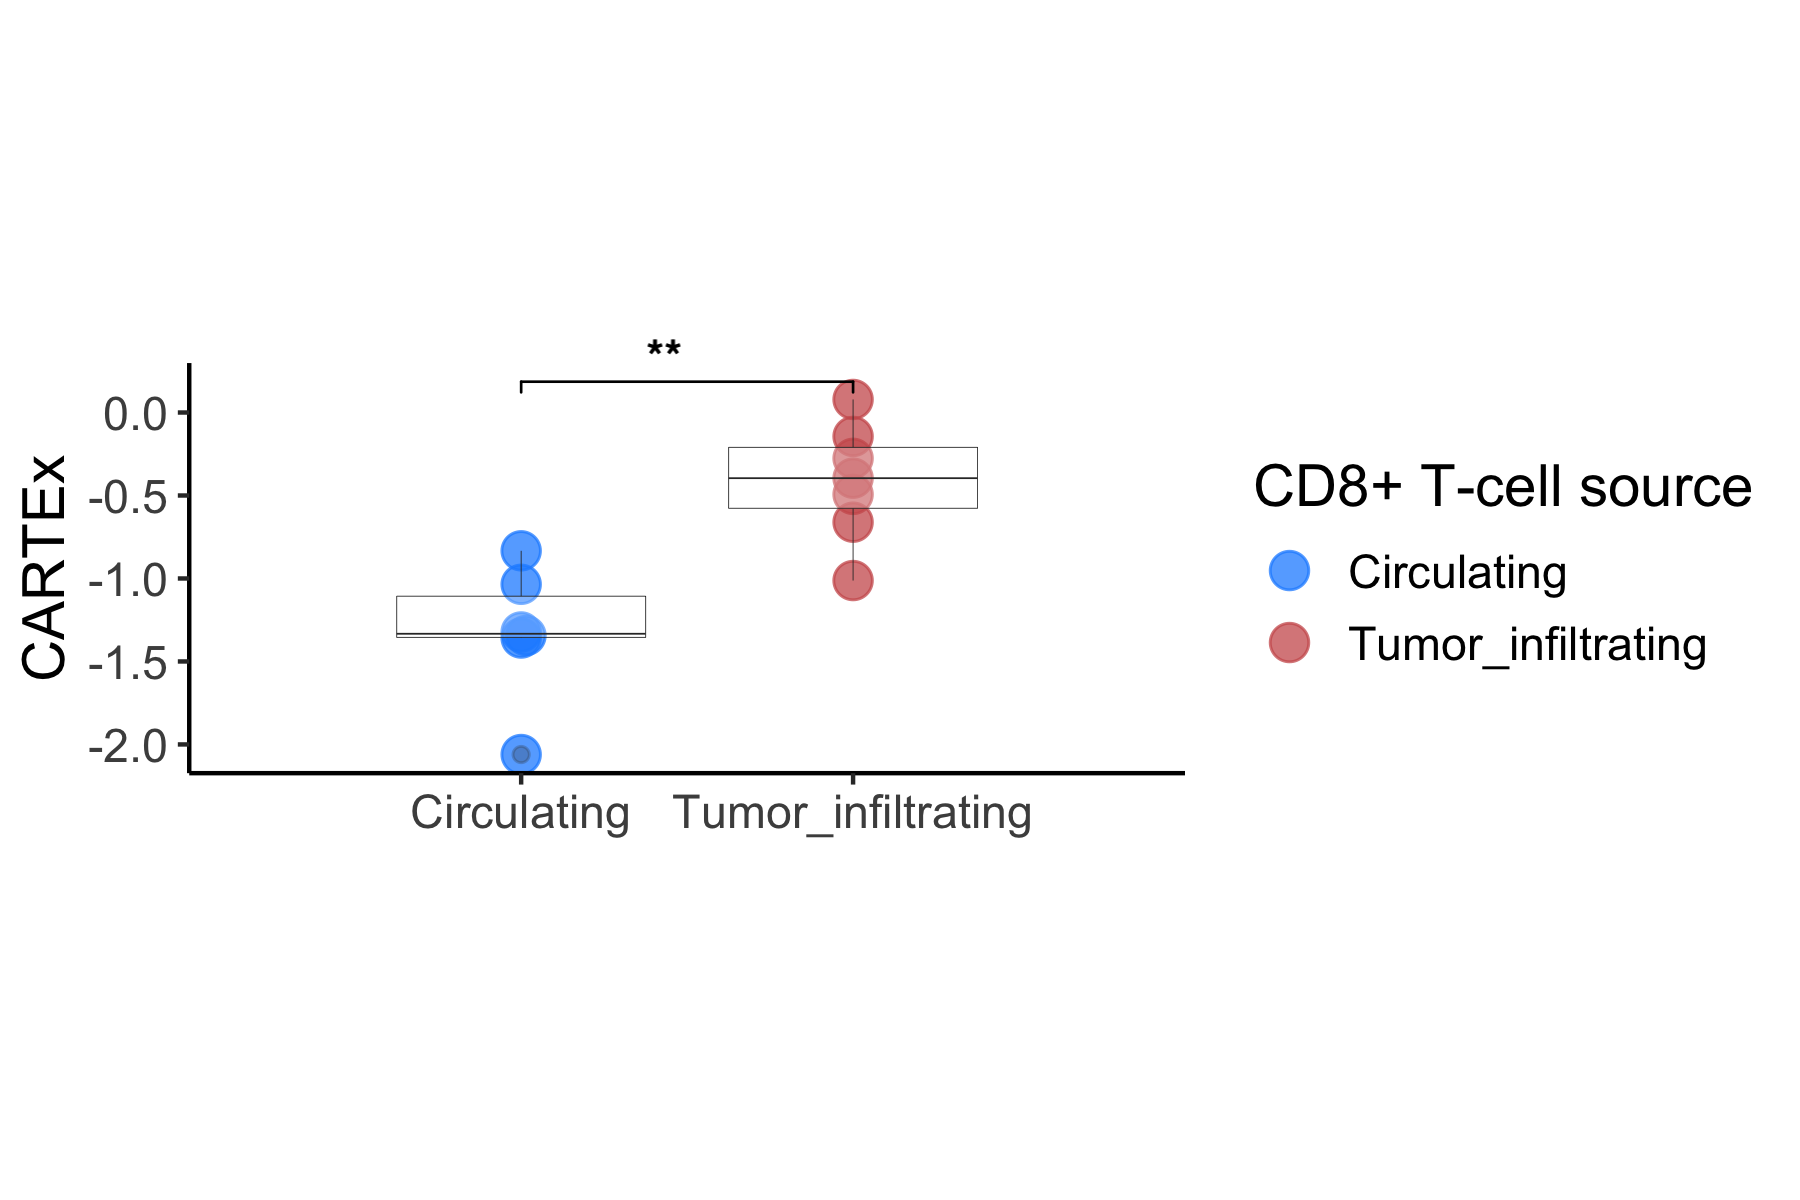 **
CARTEx
0.0
-0.5
-1.0
-1.5
-2.0
Circulating
Tumor_infiltrating
CD8+ T-cell source
Circulating
Tumor_infiltrating